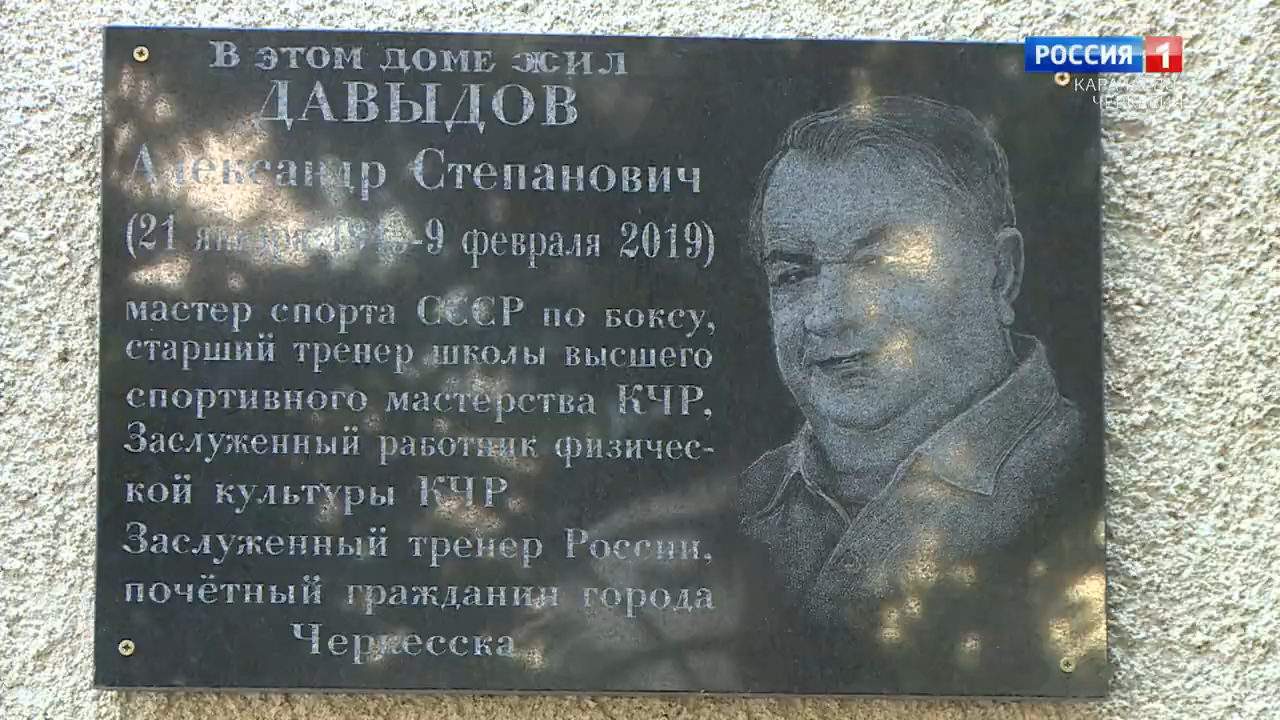 В этом доме жил
ДАВЫДОВ
Александр Степанович
(21 января -9 февраля 2019)
мастер спорта СССР по боксу,
старший тренер школы высшего
спортивного мастерства КЧР,
Заслуженный работник физичес-
кой культуры КЧР
Заслуженный тренер России,
почётный гражданин города
Черкесска
РОССИЯ 1